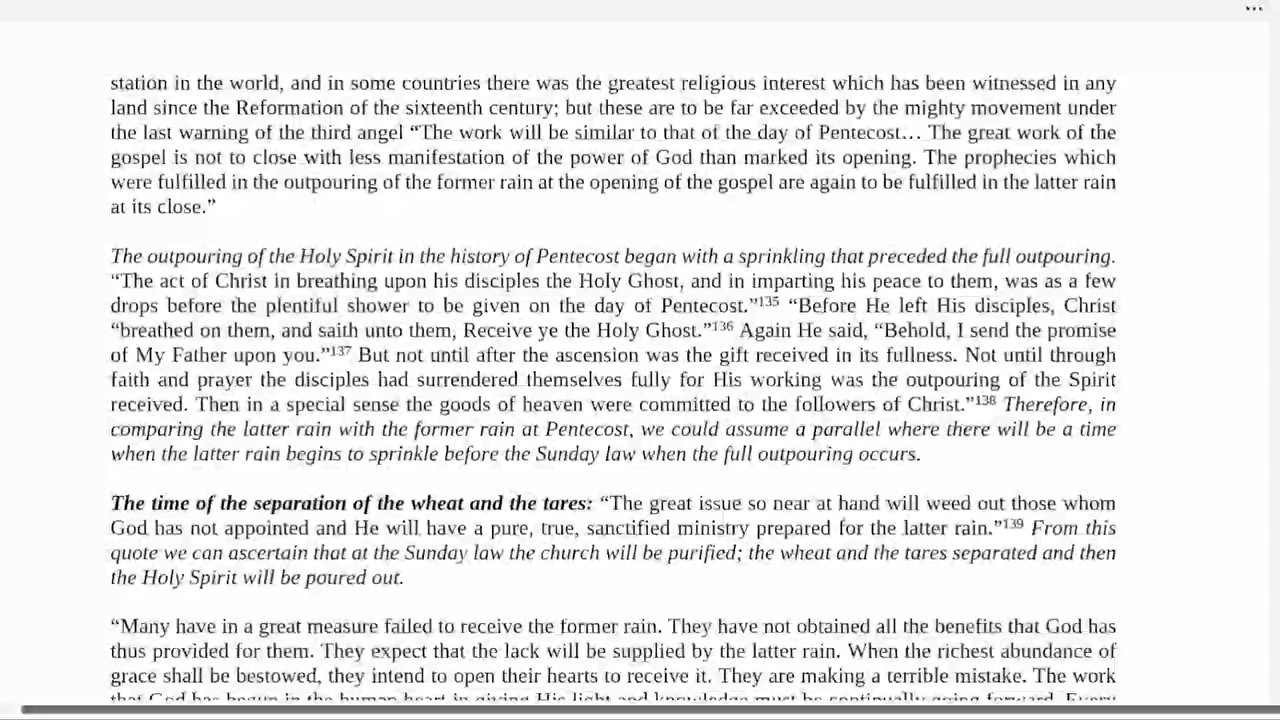 station in the world, and in some countries there was the greatest religious interest which has been witnessed in any
land since the Reformation of the sixteenth century; but these are to be far exceeded by the mighty movement under
the last warning of the third angel “The work will be similar to that of the day of Pentecost… The great work of the
gospel is not to close with less manifestation of the power of God than marked its opening. The prophecies which
were fulfilled in the outpouring of the former rain at the opening of the gospel are again to be fulfilled in the latter rain
at its close.”
The outpouring of the Holy Spirit in the history of Pentecost began with a sprinkling that preceded the full outpouring.
“The act of Christ in breathing upon his disciples the Holy Ghost, and in imparting his peace to them, was as a few
drops before the plentiful shower to be given on the day of Pentecost.”135 “Before He left His disciples, Christ
“breathed on them, and saith unto them, Receive ye the Holy Ghost.”136 Again He said, “Behold, I send the promise
of My Father upon you.”137 But not until after the ascension was the gift received in its fullness. Not until through
faith and prayer the disciples had surrendered themselves fully for His working was the outpouring of the Spirit
received. Then in a special sense the goods of heaven were committed to the followers of Christ.”138 Therefore, in
comparing the latter rain with the former rain at Pentecost, we could assume a parallel where there will be a time
when the latter rain begins to sprinkle before the Sunday law when the full outpouring occurs.
The time of the separation of the wheat and the tares: “The great issue so near at hand will weed out those whom
God has not appointed and He will have a pure, true, sanctified ministry prepared for the latter rain.”139 From this
quote we can ascertain that at the Sunday law the church will be purified; the wheat and the tares separated and then
the Holy Spirit will be poured out.
“Many have in a great measure failed to receive the former rain. They have not obtained all the benefits that God has
thus provided for them. They expect that the lack will be supplied by the latter rain. When the richest abundance of
grace shall be bestowed, they intend to open their hearts to receive it. They are making a terrible mistake. The work
that God has begun in the human heart in giving His light and knowledge must be continually going forward. Every